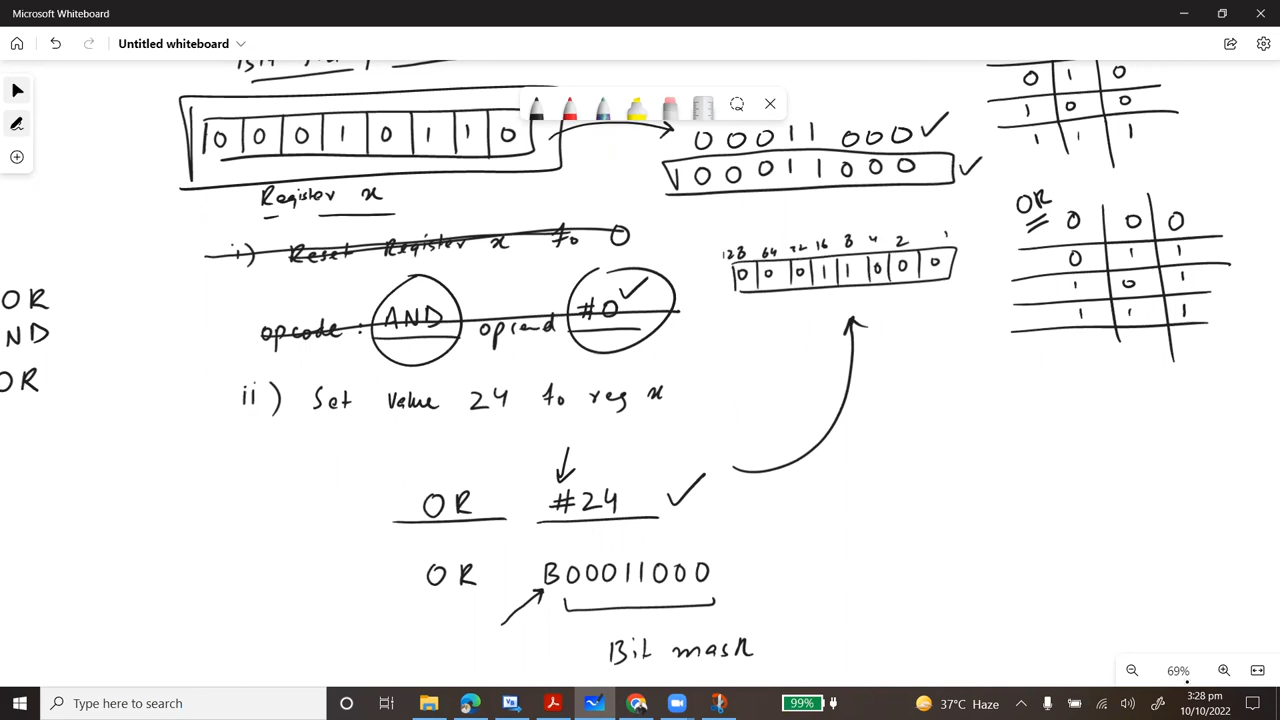 Microsoft Whiteboard
Untitled whiteboard
0 0 0 1 0 1 1 0
Register x
0 0 0 1 1 0 0 0
0 0 0 1 1 0 0 0
0 1 0
1 0 0
1 1 1
i) Reset Register x to 0
opcode : AND operand #0
128 64 32 16 8 4 2 1
0 0 0 1 1 0 0 0
OR
0 0 0
0 1 1
1 0 1
1 1 1
OR
ND
OR
ii) Set value 24 to reg x
OR #24
OR B00011000
Bit mask
69%
Type here to search
99%
37°C Haze
3:28 pm
10/10/2022